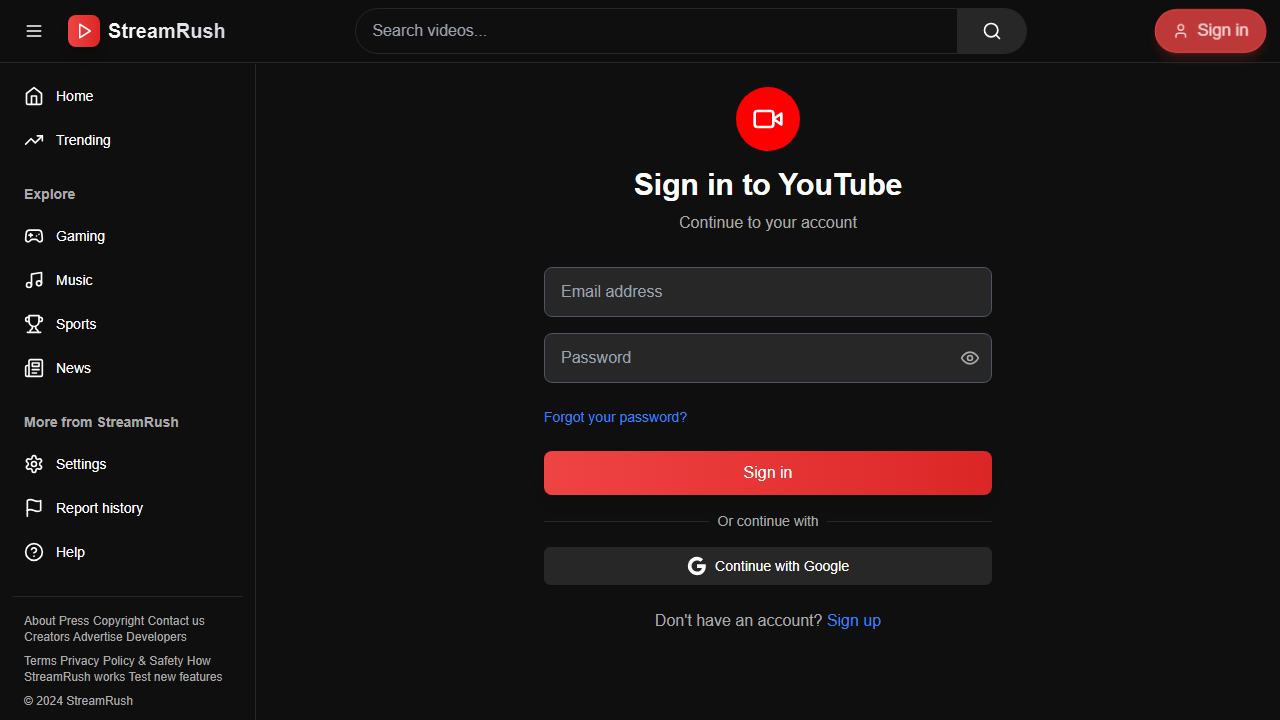 StreamRush
Search videos...
Sign in
Home
Trending
Explore
Gaming
Music
Sports
News
More from StreamRush
Settings
Report history
Help
About Press Copyright Contact us
Creators Advertise Developers
Terms Privacy Policy & Safety How
StreamRush works Test new features
© 2024 StreamRush
Sign in to YouTube
Continue to your account
Email address
Password
Forgot your password?
Sign in
Or continue with
Continue with Google
Don't have an account? Sign up